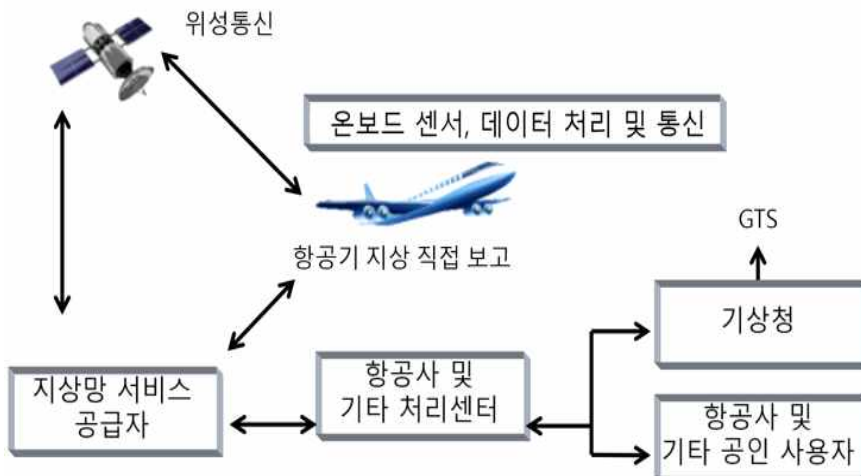 위성통신
온보드 센서, 데이터 처리 및 통신
항공기 지상 직접 보고
GTS
기상청
지상망 서비스
공급자
항공사 및
기타 처리센터
항공사 및
기타 공인 사용자